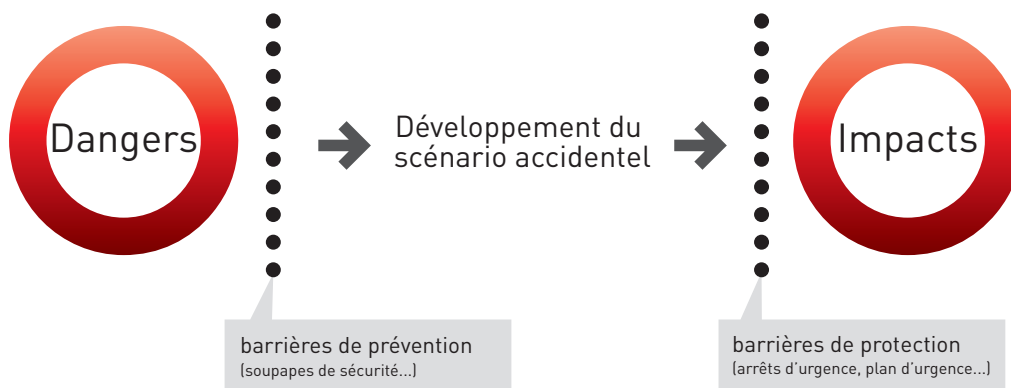 Dangers
Développement du
scénario accidentel
Impacts
barrières de prévention
(soupapes de sécurité...)
barrières de protection
(arrêts d'urgence, plan d'urgence...)